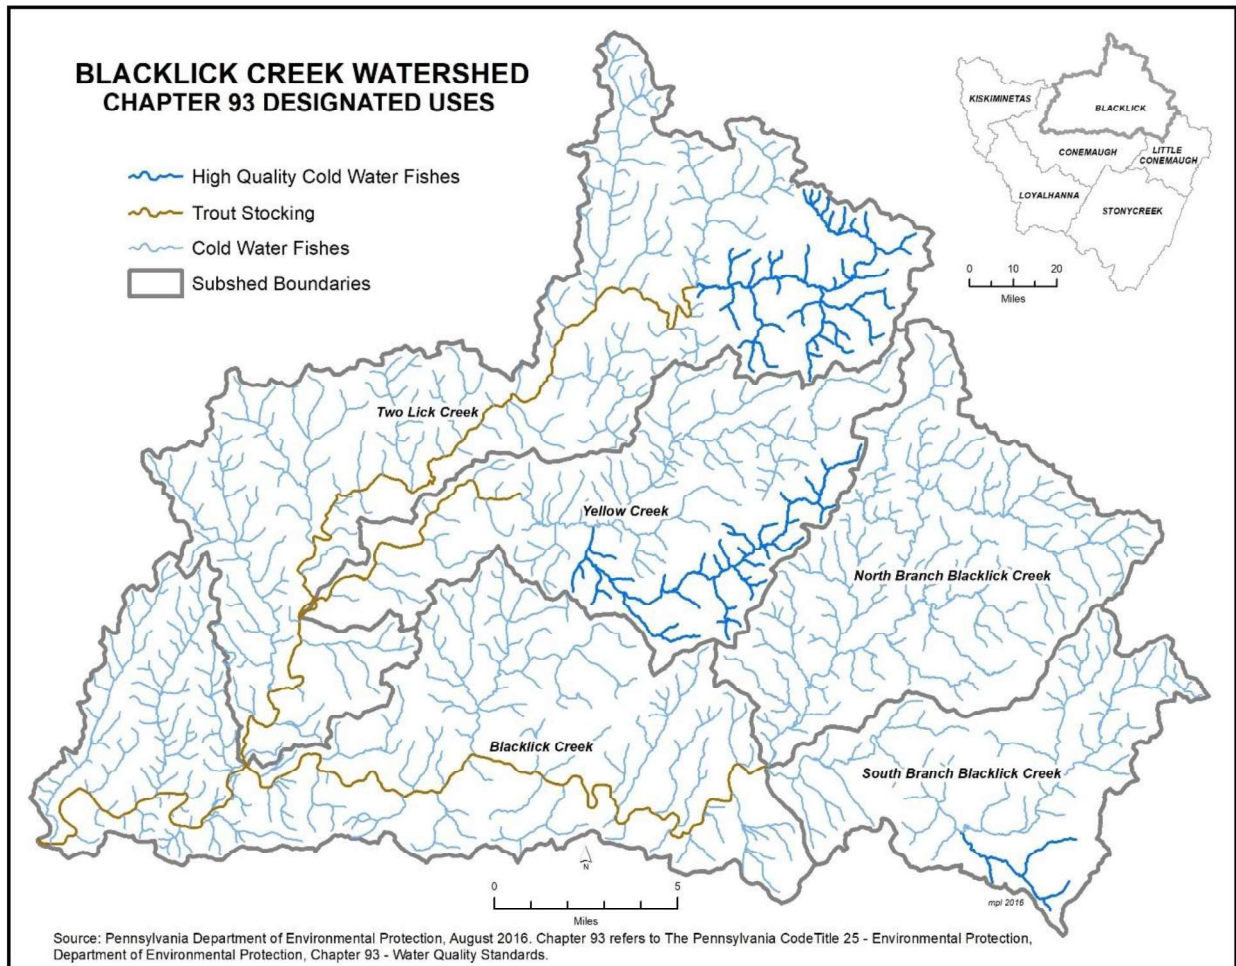 BLACKLICK CREEK WATERSHED
CHAPTER 93 DESIGNATED USES
High Quality Cold Water Fishes
Trout Stocking
Cold Water Fishes
Subshed Boundaries
KISKIMINETAS
BLACKLICK
CONEMAUGH
LITTLE
CONEMAUGH
LOYALHANNA
STONYCREEK
0 10 20
Miles
Two Lick Creek
Yellow Creek
North Branch Blacklick Creek
Blacklick Creek
South Branch Blacklick Creek
N
0 5
Miles
mpl 2016
Source: Pennsylvania Department of Environmental Protection, August 2016. Chapter 93 refers to The Pennsylvania CodeTitle 25 - Environmental Protection,
Department of Environmental Protection, Chapter 93 - Water Quality Standards.